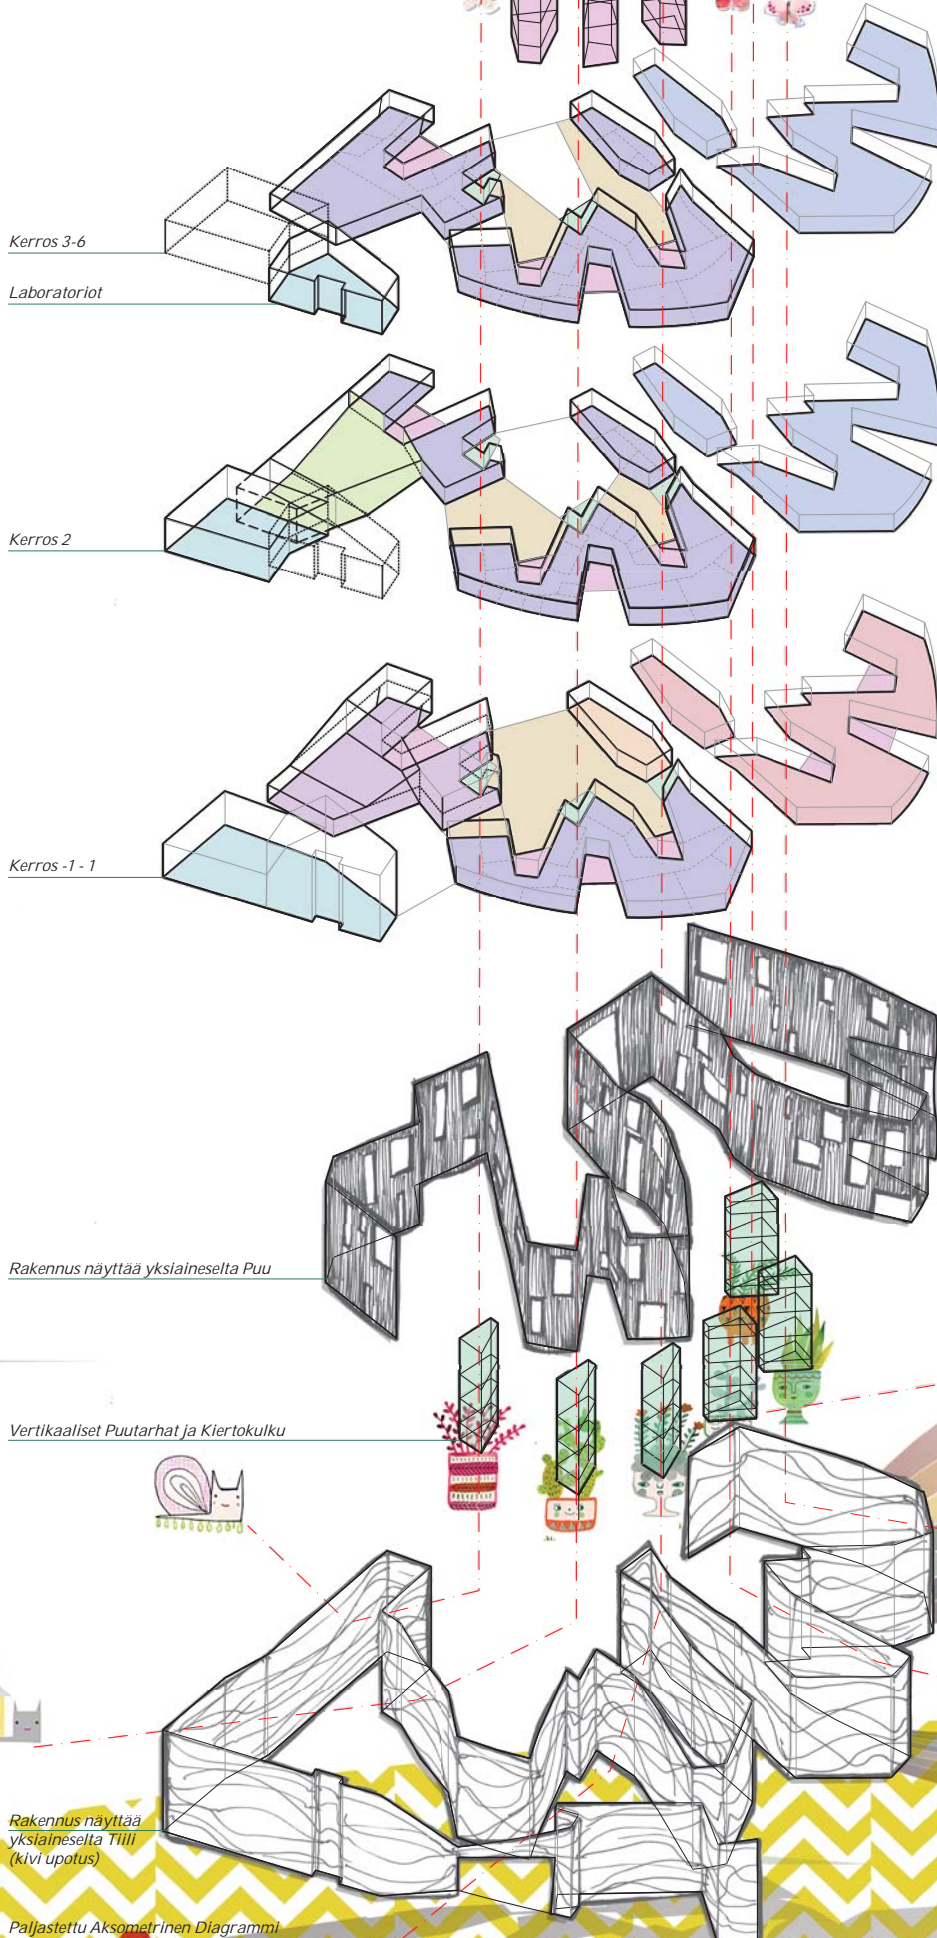 Kerros 3-6
Laboratoriot
Kerros 2
Kerros -1 - 1
Rakennus näyttää yksiaineselta Puu
Vertikaaliset Puutarhat ja Kiertokulku
Rakennus näyttää
yksiaineselta Tiili
(kivi upotus)
Paljastettu Aksometrinen Diagrammi